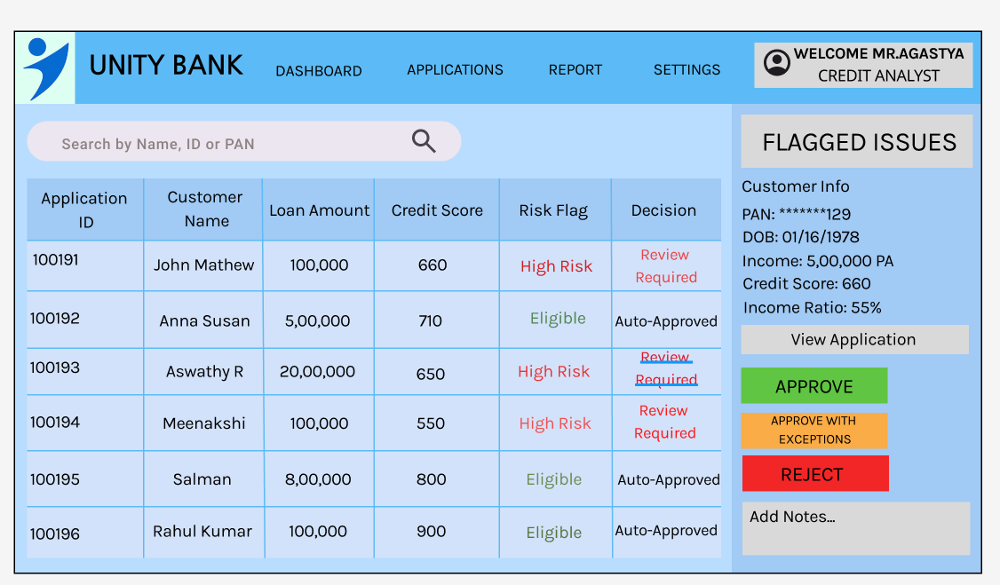 UNITY BANK
DASHBOARD
APPLICATIONS
REPORT
SETTINGS
WELCOME MR.AGASTYA
CREDIT ANALYST
Search by Name, ID or PAN
Application
ID
Customer
Name
Loan Amount
Credit Score
Risk Flag
Decision
100191
John Mathew
100,000
660
High Risk
Review
Required
100192
Anna Susan
5,00,000
710
Eligible
Auto-Approved
100193
Aswathy R
20,00,000
650
High Risk
Review
Required
100194
Meenakshi
100,000
550
High Risk
Review
Required
100195
Salman
8,00,000
800
Eligible
Auto-Approved
100196
Rahul Kumar
100,000
900
Eligible
Auto-Approved
FLAGGED ISSUES
Customer Info
PAN: *******129
DOB: 01/16/1978
Income: 5,00,000 PA
Credit Score: 660
Income Ratio: 55%
View Application
APPROVE
APPROVE WITH
EXCEPTIONS
REJECT
Add Notes...